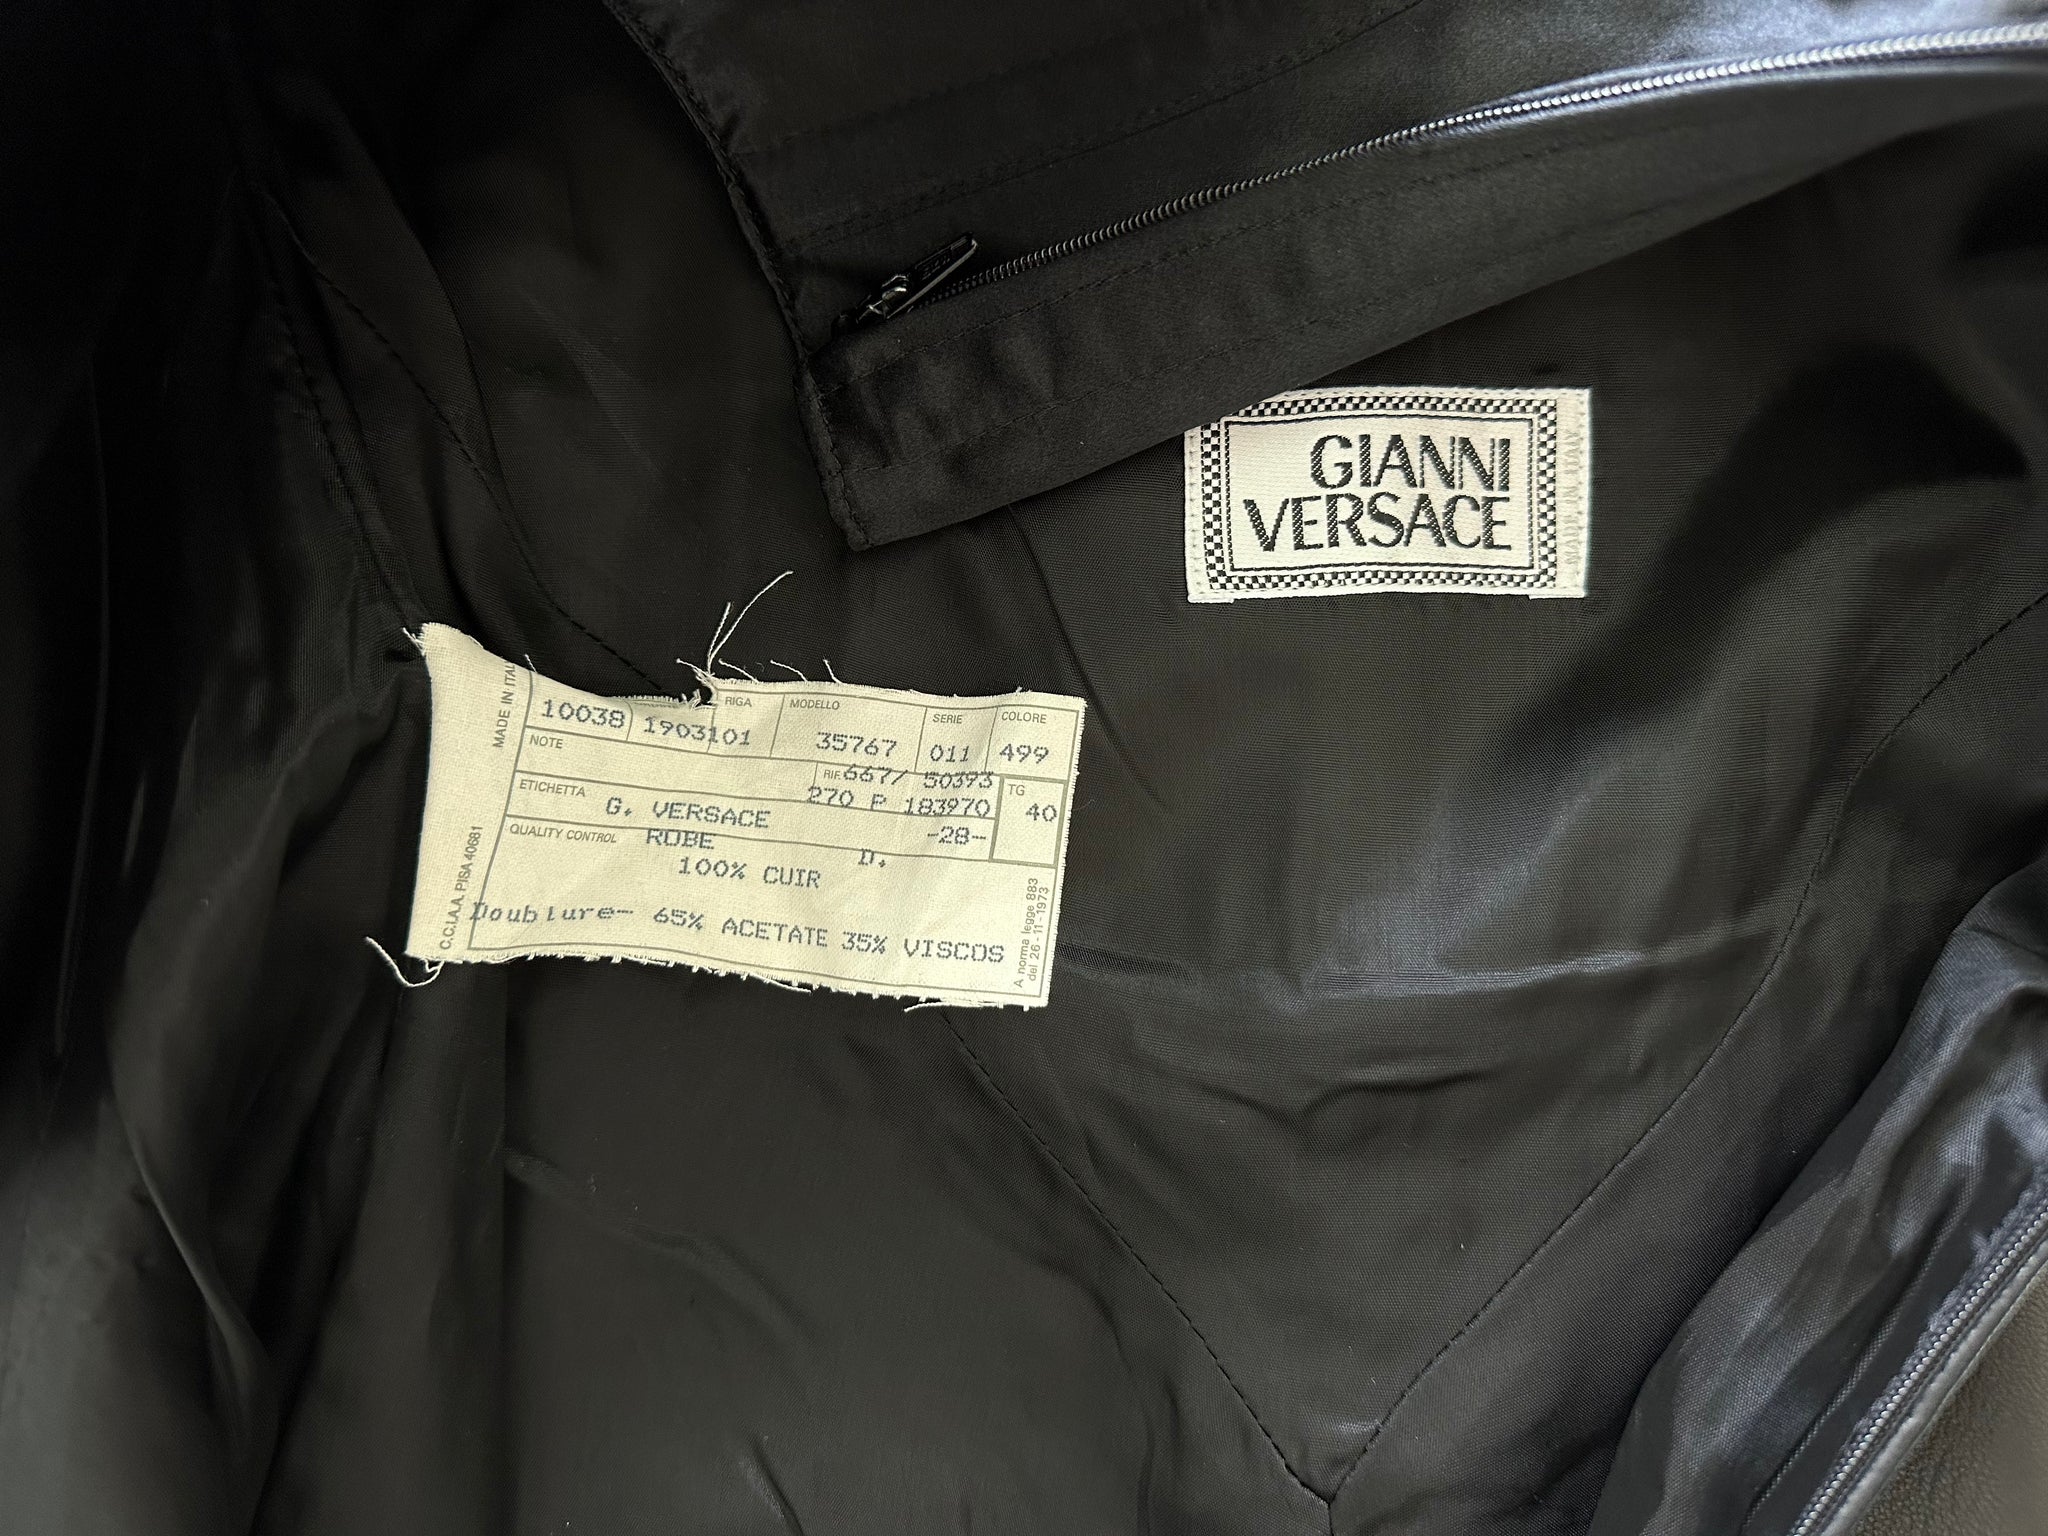 GIANNI
VERSACE
MADE IN ITALY
MADE IN ITAL
RIGA MODELLO SERIE COLORE
10038 1903101 35767 011 499
NOTE
RIF. 667/ 50393
TG
270 P 183970
40
ETICHETTA
G. VERSACE
-28-
QUALITY CONTROL
ROBE D.
100% CUIR
Doublure- 65% ACETATE 35% VISCOS
C.C.I.A.A. PISA 40681
A norma legge 883
del 26-11-1973